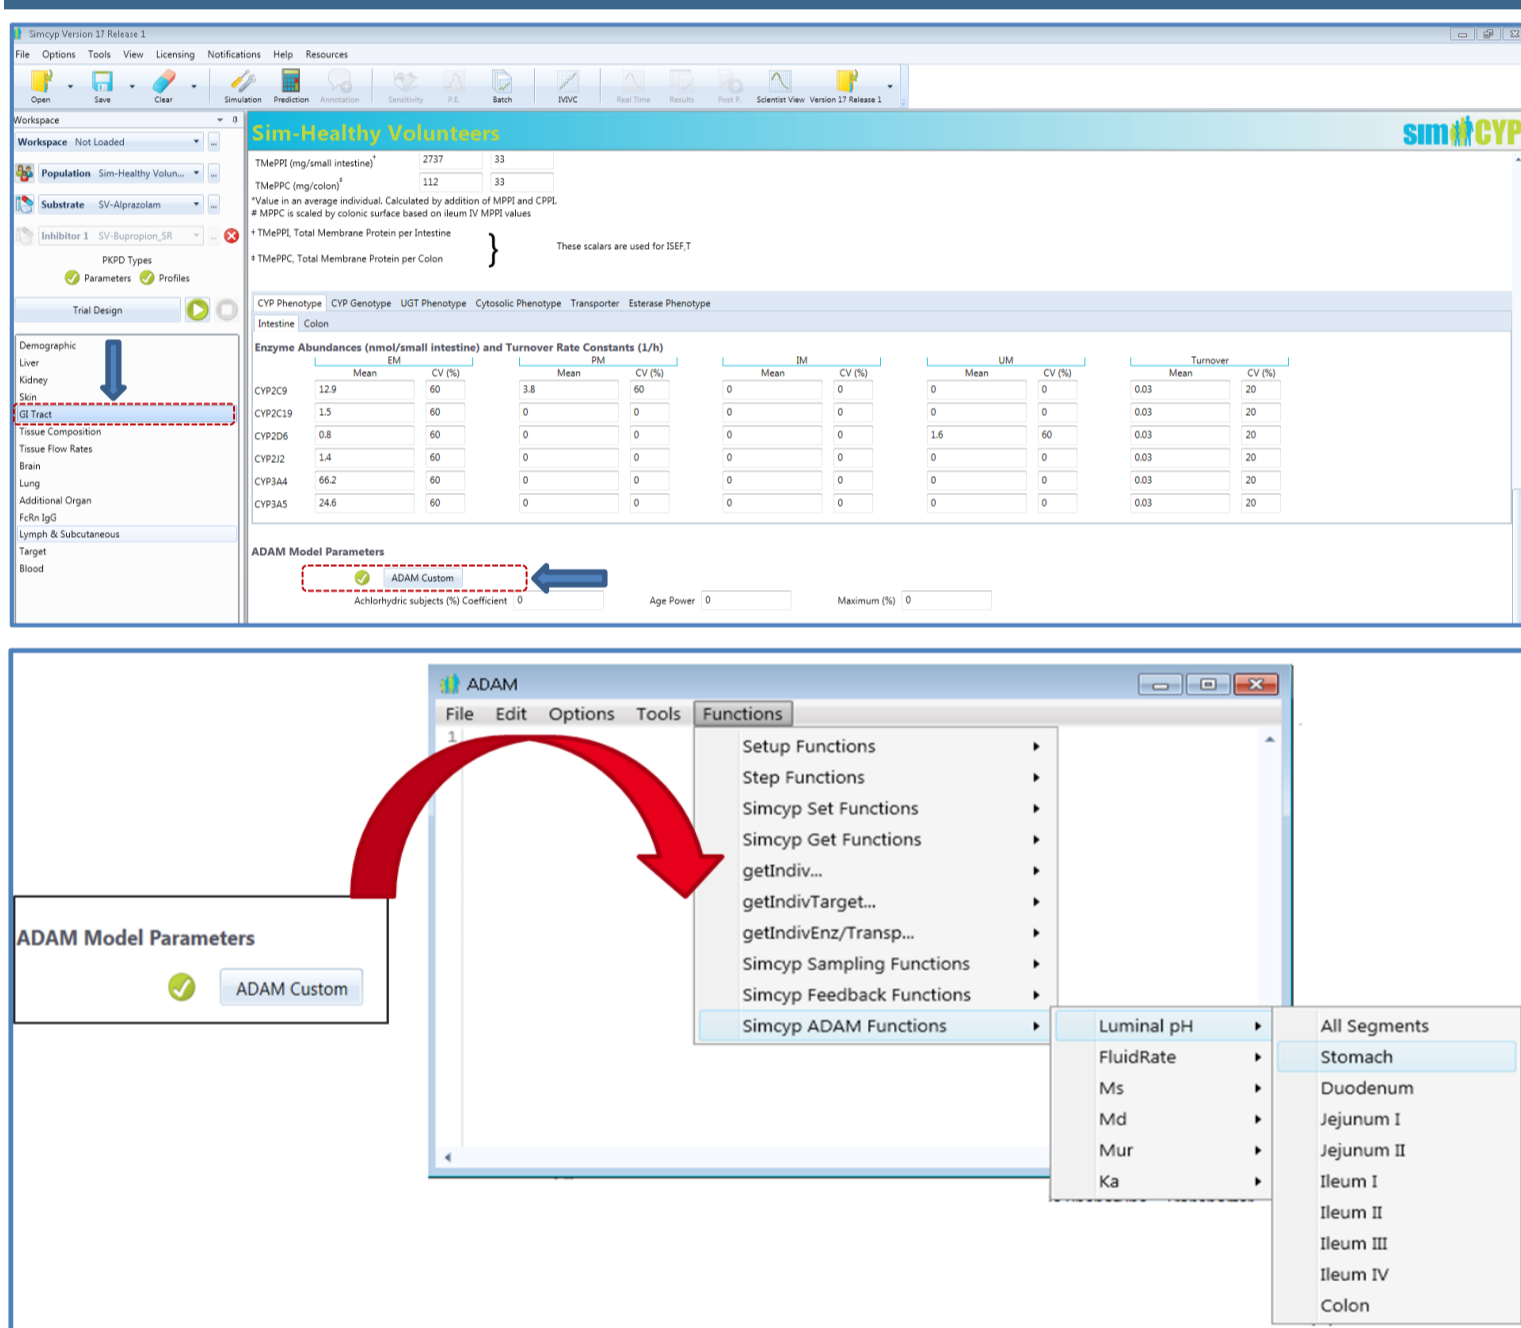 Simcyp Version 17 Release 1
File Options Tools View Licensing Notifications Help Resources
Open Save Clear Simulation Prediction Annotation Sensitivity P.E. Batch IVIVC Real Time Results Post P. Scientist View Version 17 Release 1
Workspace
Workspace Not Loaded ...
Population Sim-Healthy Volun... ...
Substrate SV-Alprazolam ...
Inhibitor 1 SV-Bupropion_SR ...
PKPD Types
Parameters Profiles
Trial Design
Demographic
Liver
Kidney
Skin
GI Tract
Tissue Composition
Tissue Flow Rates
Brain
Lung
Additional Organ
FcRn IgG
Lymph & Subcutaneous
Target
Blood
Sim-Healthy Volunteers
SIMCYP
TMePPI (mg/small intestine)† 2737 33
TMePPC (mg/colon)‡ 112 33
*Value in an average individual. Calculated by addition of MPPI and CPPI.
# MPPC is scaled by colonic surface based on ileum IV MPPI values
† TMePPI, Total Membrane Protein per Intestine
These scalars are used for ISEF,T
‡ TMePPC, Total Membrane Protein per Colon
CYP Phenotype CYP Genotype UGT Phenotype Cytosolic Phenotype Transporter Esterase Phenotype
Intestine Colon
Enzyme Abundances (nmol/small intestine) and Turnover Rate Constants (1/h)
EM PM IM UM Turnover
Mean CV (%) Mean CV (%) Mean CV (%) Mean CV (%) Mean CV (%)
CYP2C9 12.9 60 3.8 60 0 0 0 0 0.03 20
CYP2C19 1.5 60 0 0 0 0 0 0 0.03 20
CYP2D6 0.8 60 0 0 0 0 1.6 60 0.03 20
CYP2J2 1.4 60 0 0 0 0 0 0 0.03 20
CYP3A4 66.2 60 0 0 0 0 0 0 0.03 20
CYP3A5 24.6 60 0 0 0 0 0 0 0.03 20
ADAM Model Parameters
ADAM Custom
Achlorhydric subjects (%) Coefficient 0 Age Power 0 Maximum (%) 0
ADAM
File Edit Options Tools Functions
1
Setup Functions
Step Functions
Simcyp Set Functions
Simcyp Get Functions
getIndiv...
getIndivTarget...
getIndivEnz/Transp...
Simcyp Sampling Functions
Simcyp Feedback Functions
Simcyp ADAM Functions
Luminal pH
FluidRate
Ms
Md
Mur
Ka
All Segments
Stomach
Duodenum
Jejunum I
Jejunum II
Ileum I
Ileum II
Ileum III
Ileum IV
Colon
ADAM Model Parameters
ADAM Custom